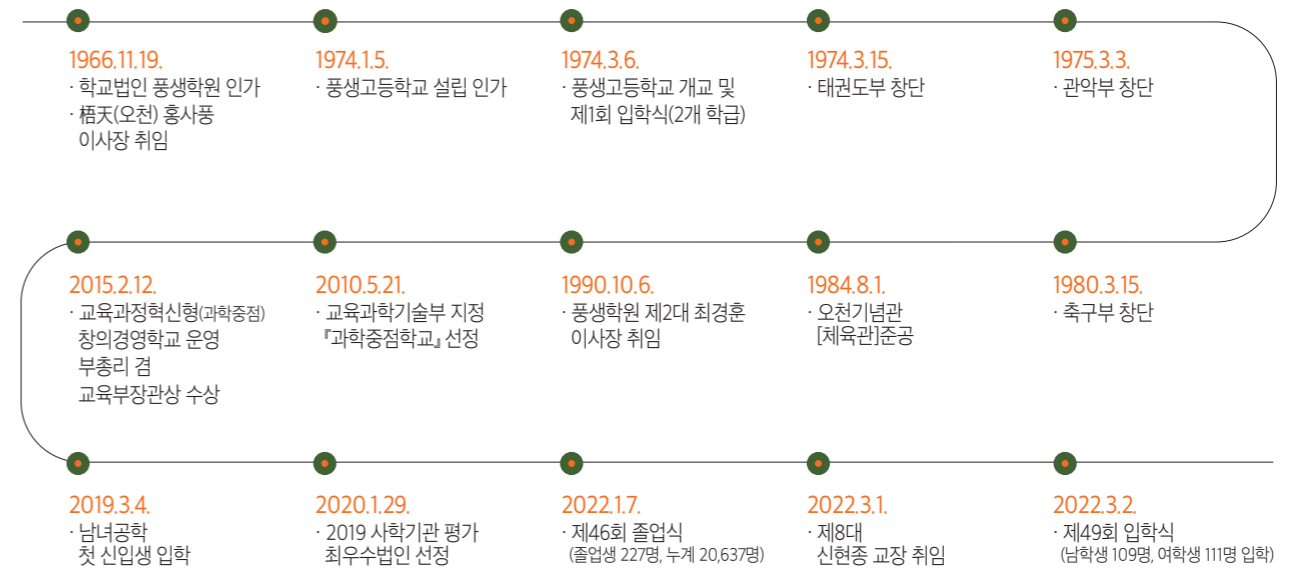 1966.11.19.
· 학교법인 풍생학원 인가
· 梧天(오천) 홍사풍
이사장 취임
1974.1.5.
· 풍생고등학교 설립 인가
1974.3.6.
· 풍생고등학교 개교 및
제1회 입학식(2개 학급)
1974.3.15.
· 태권도부 창단
1975.3.3.
· 관악부 창단
1980.3.15.
· 축구부 창단
1984.8.1.
· 오천기념관
[체육관]준공
1990.10.6.
· 풍생학원 제2대 최경훈
이사장 취임
2010.5.21.
· 교육과학기술부 지정
『과학중점학교』 선정
2015.2.12.
· 교육과정혁신형(과학중점)
창의경영학교 운영
부총리 겸
교육부장관상 수상
2019.3.4.
· 남녀공학
첫 신입생 입학
2020.1.29.
· 2019 사학기관 평가
최우수법인 선정
2022.1.7.
· 제46회 졸업식
(졸업생 227명, 누계 20,637명)
2022.3.1.
· 제8대
신현종 교장 취임
2022.3.2.
· 제49회 입학식
(남학생 109명, 여학생 111명 입학)